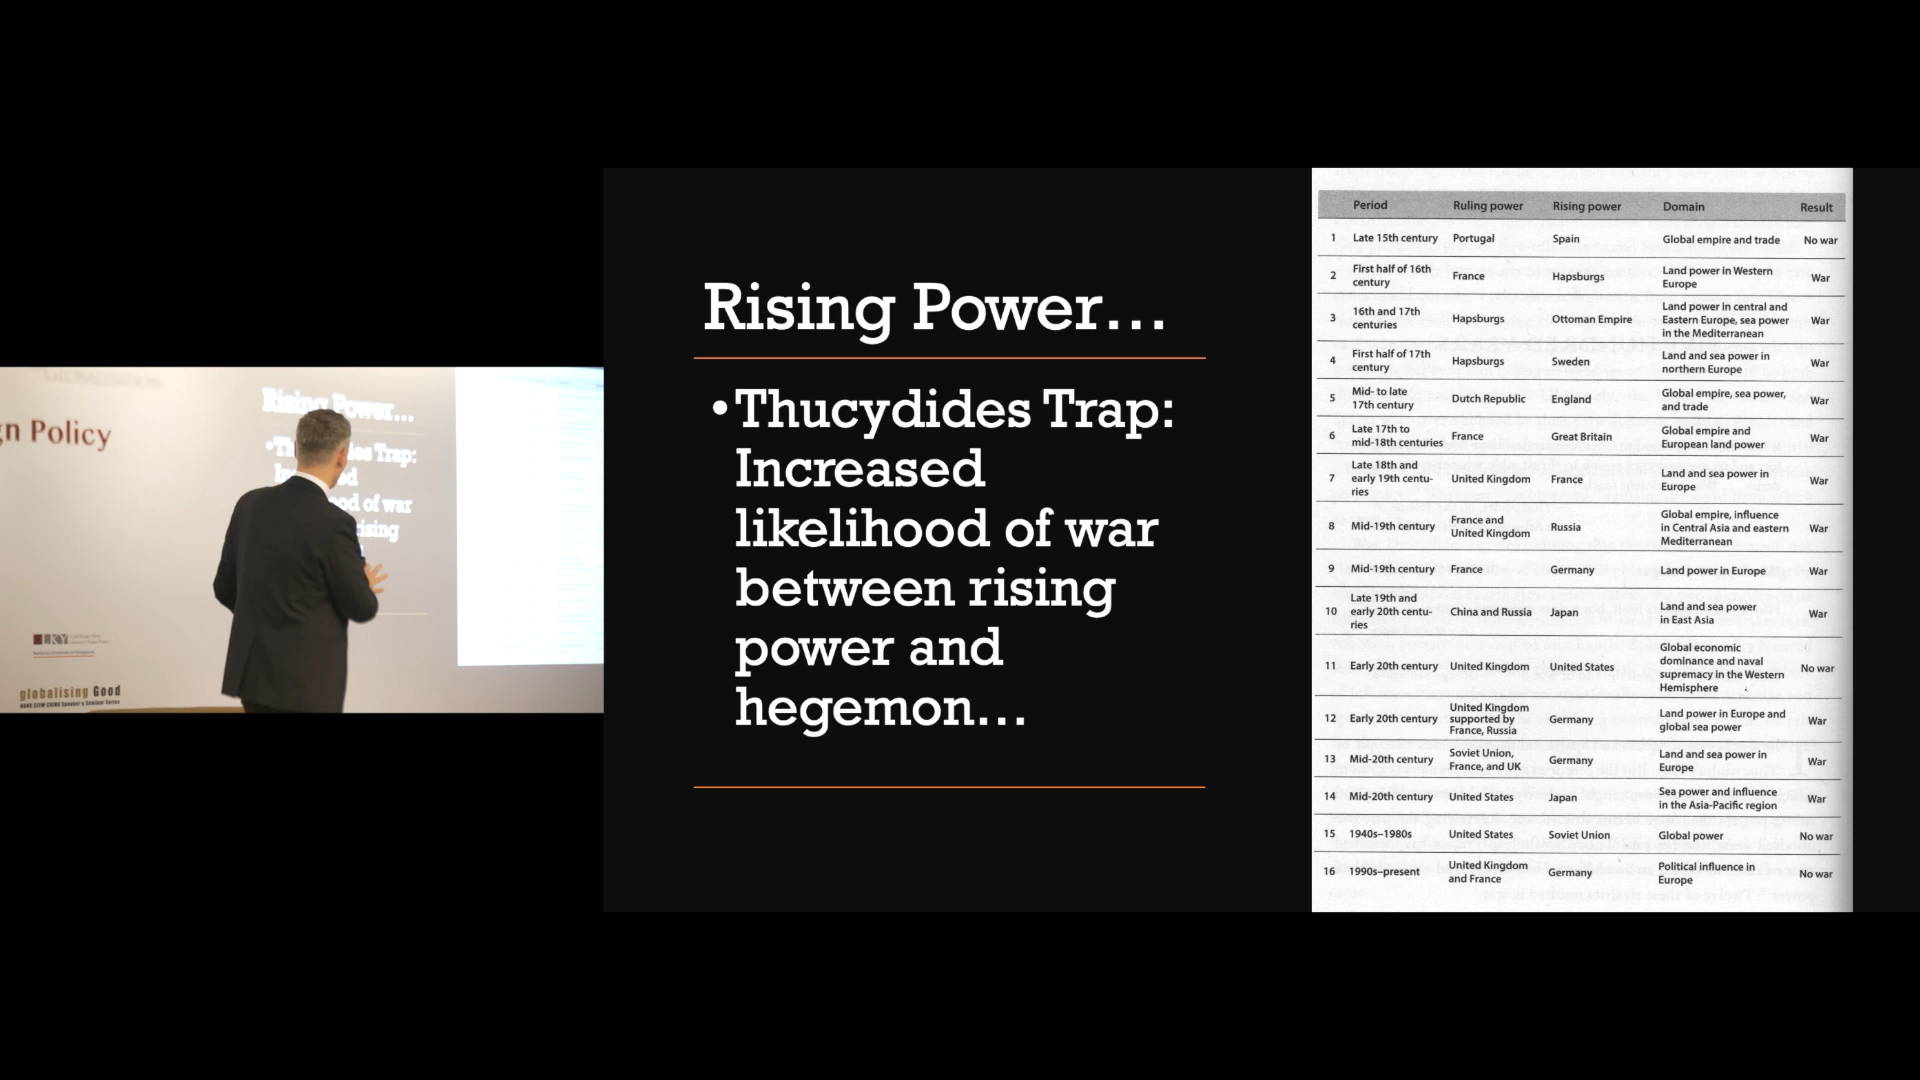 gn Policy
Rising Power…
LKY
globalising Good
Rising Power…
•Thucydides Trap:
Increased
likelihood of war
between rising
power and
hegemon…
Period Ruling power Rising power Domain Result
1 Late 15th century Portugal Spain Global empire and trade No war
2 First half of 16th century France Hapsburgs Land power in Western Europe War
3 16th and 17th centuries Hapsburgs Ottoman Empire Land power in central and Eastern Europe, sea power in the Mediterranean War
4 First half of 17th century Hapsburgs Sweden Land and sea power in northern Europe War
5 Mid- to late 17th century Dutch Republic England Global empire, sea power, and trade War
6 Late 17th to mid-18th centuries France Great Britain Global empire and European land power War
7 Late 18th and early 19th centu-ries United Kingdom France Land and sea power in Europe War
8 Mid-19th century France and United Kingdom Russia Global empire, influence in Central Asia and eastern Mediterranean War
9 Mid-19th century France Germany Land power in Europe War
10 Late 19th and early 20th centu-ries China and Russia Japan Land and sea power in East Asia War
11 Early 20th century United Kingdom United States Global economic dominance and naval supremacy in the Western Hemisphere No war
12 Early 20th century United Kingdom supported by France, Russia Germany Land power in Europe and global sea power War
13 Mid-20th century Soviet Union, France, and UK Germany Land and sea power in Europe War
14 Mid-20th century United States Japan Sea power and influence in the Asia-Pacific region War
15 1940s–1980s United States Soviet Union Global power No war
16 1990s–present United Kingdom and France Germany Political influence in Europe No war